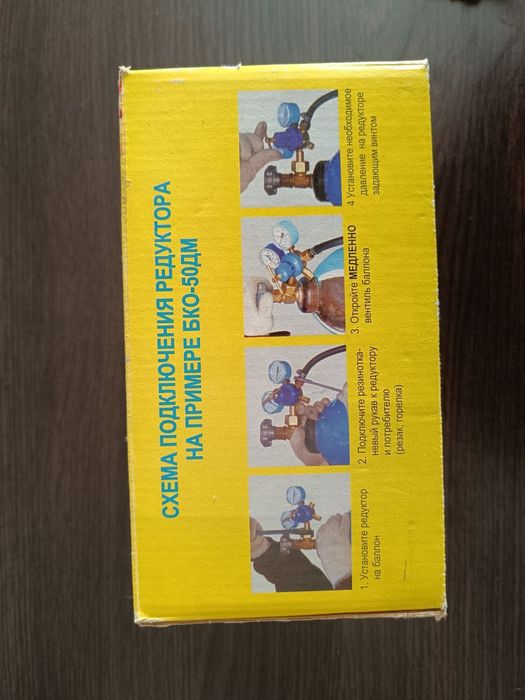 СХЕМА ПОДКЛЮЧЕНИЯ РЕДУКТОРА
НА ПРИМЕРЕ БКО-50ДМ
1. Установите редуктор
на баллон
2. Подключите резинотка-
невый рукав к редуктору
и потребителю
(резак, горелка)
3. Откройте МЕДЛЕННО
вентиль баллона
4 Установите необходимое
давление на редукторе
задающим винтом